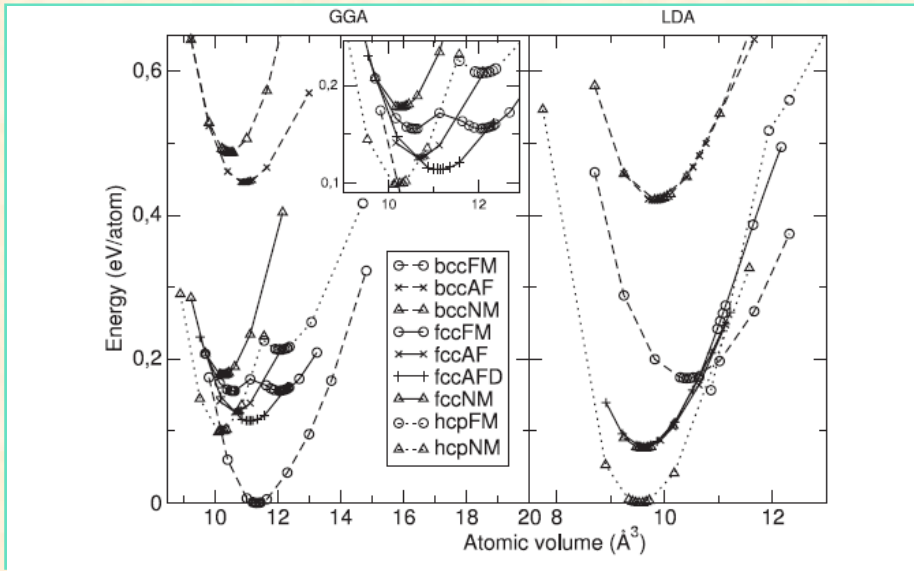 GGA
LDA
0,6
0,4
0,2
0
Energy (eV/atom)
0,2
0,1
10
12
bccFM
bccAF
bccNM
fccFM
fccAF
fccAFD
fccNM
hcpFM
hcpNM
10
12
14
16
18
20
8
10
12
Atomic volume (Å³)